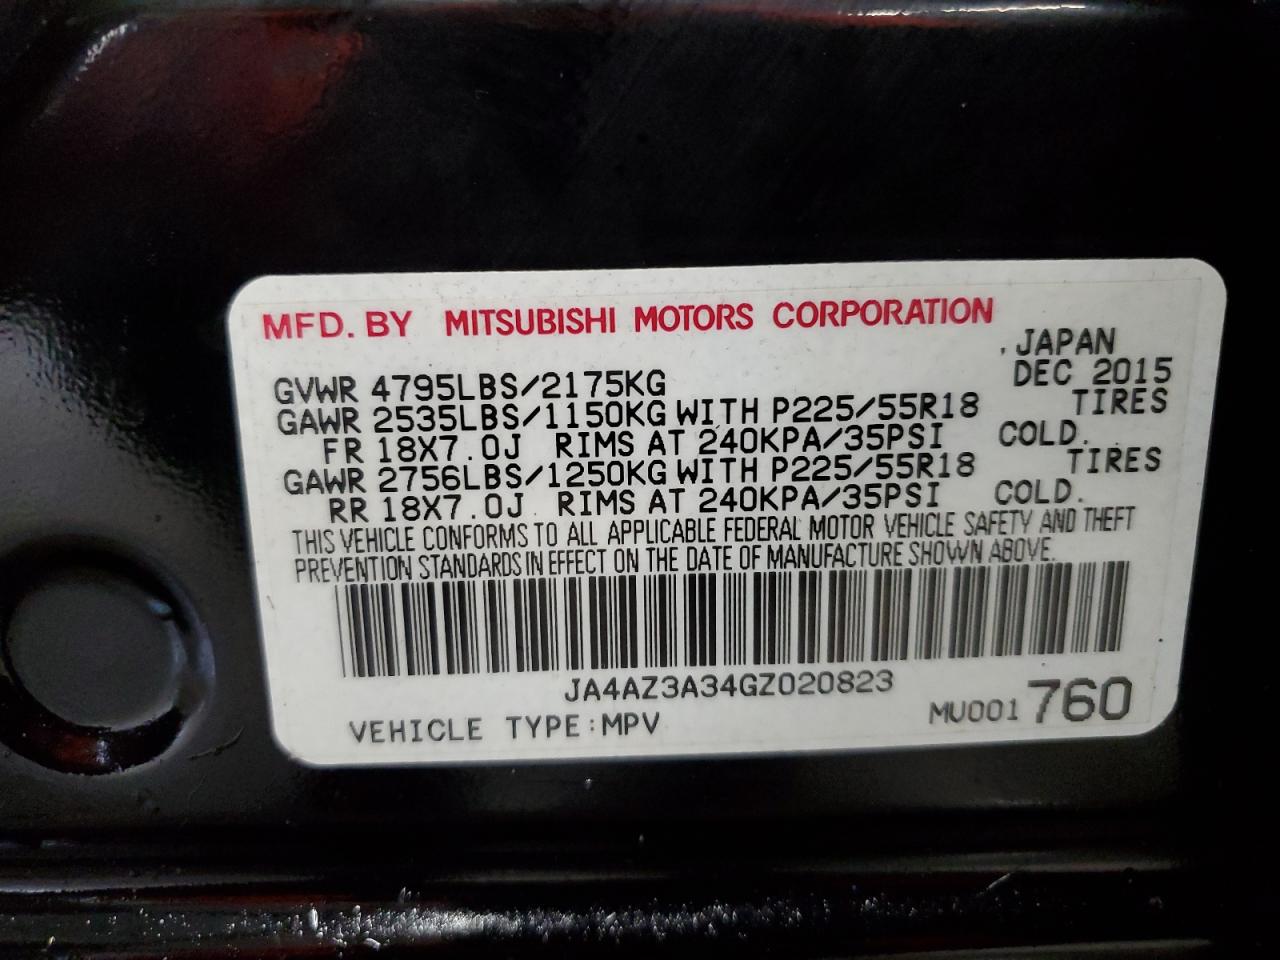 MFD. BY MITSUBISHI MOTORS CORPORATION
, JAPAN
DEC 2015
GVWR 4795LBS/2175KG
GAWR 2535LBS/1150KG WITH P225/55R18 TIRES
FR 18X7.0J RIMS AT 240KPA/35PSI COLD.
GAWR 2756LBS/1250KG WITH P225/55R18 TIRES
RR 18X7.0J RIMS AT 240KPA/35PSI COLD.
THIS VEHICLE CONFORMS TO ALL APPLICABLE FEDERAL MOTOR VEHICLE SAFETY AND THEFT
PREVENTION STANDARDS IN EFFECT ON THE DATE OF MANUFACTURE SHOWN ABOVE.
JA4AZ3A34GZ020823
VEHICLE TYPE:MPV MU001 760